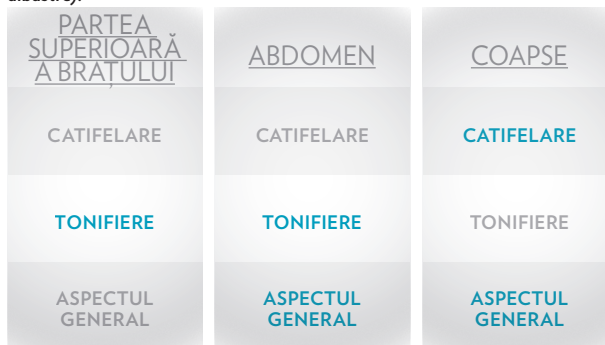 PARTEA
SUPERIOARĂ
A BRAȚULUI
CATIFELARE
TONIFIERE
ASPECTUL
GENERAL
ABDOMEN
CATIFELARE
TONIFIERE
ASPECTUL
GENERAL
COAPSE
CATIFELARE
TONIFIERE
ASPECTUL
GENERAL